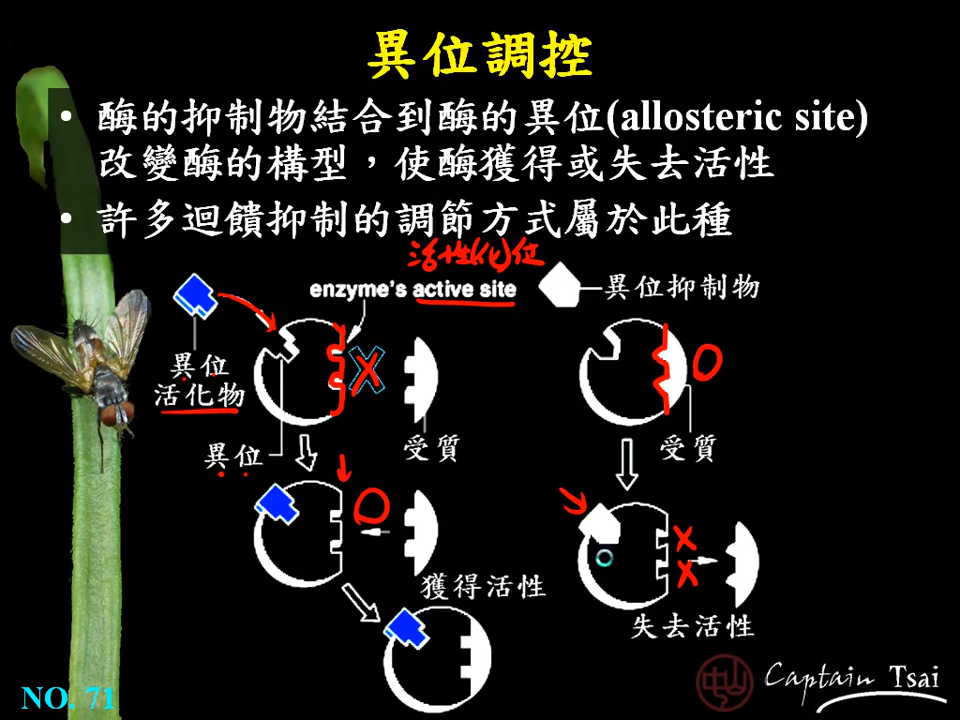 異位調控
• 酶的抑制物結合到酶的異位(allosteric site)
改變酶的構型，使酶獲得或失去活性
• 許多迴饋抑制的調節方式屬於此種
活性(化)位
enzyme's active site
異位抑制物
異位
活化物
異位
受質
受質
獲得活性
失去活性
NO. 71
Captain Tsai